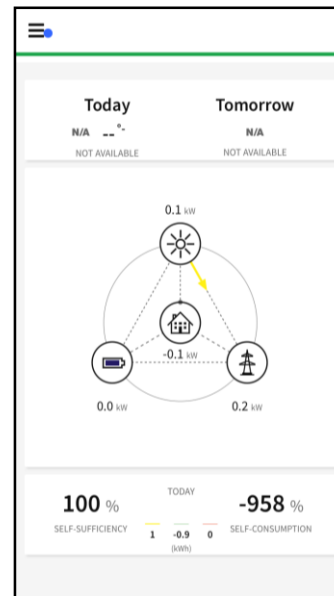 Today Tomorrow
N/A --°- N/A
NOT AVAILABLE NOT AVAILABLE
0.1 kW
-0.1 kW
0.0 kW 0.2 kW
TODAY
100 % -958 %
SELF-SUFFICIENCY 1 -0.9 0 SELF-CONSUMPTION
(kWh)